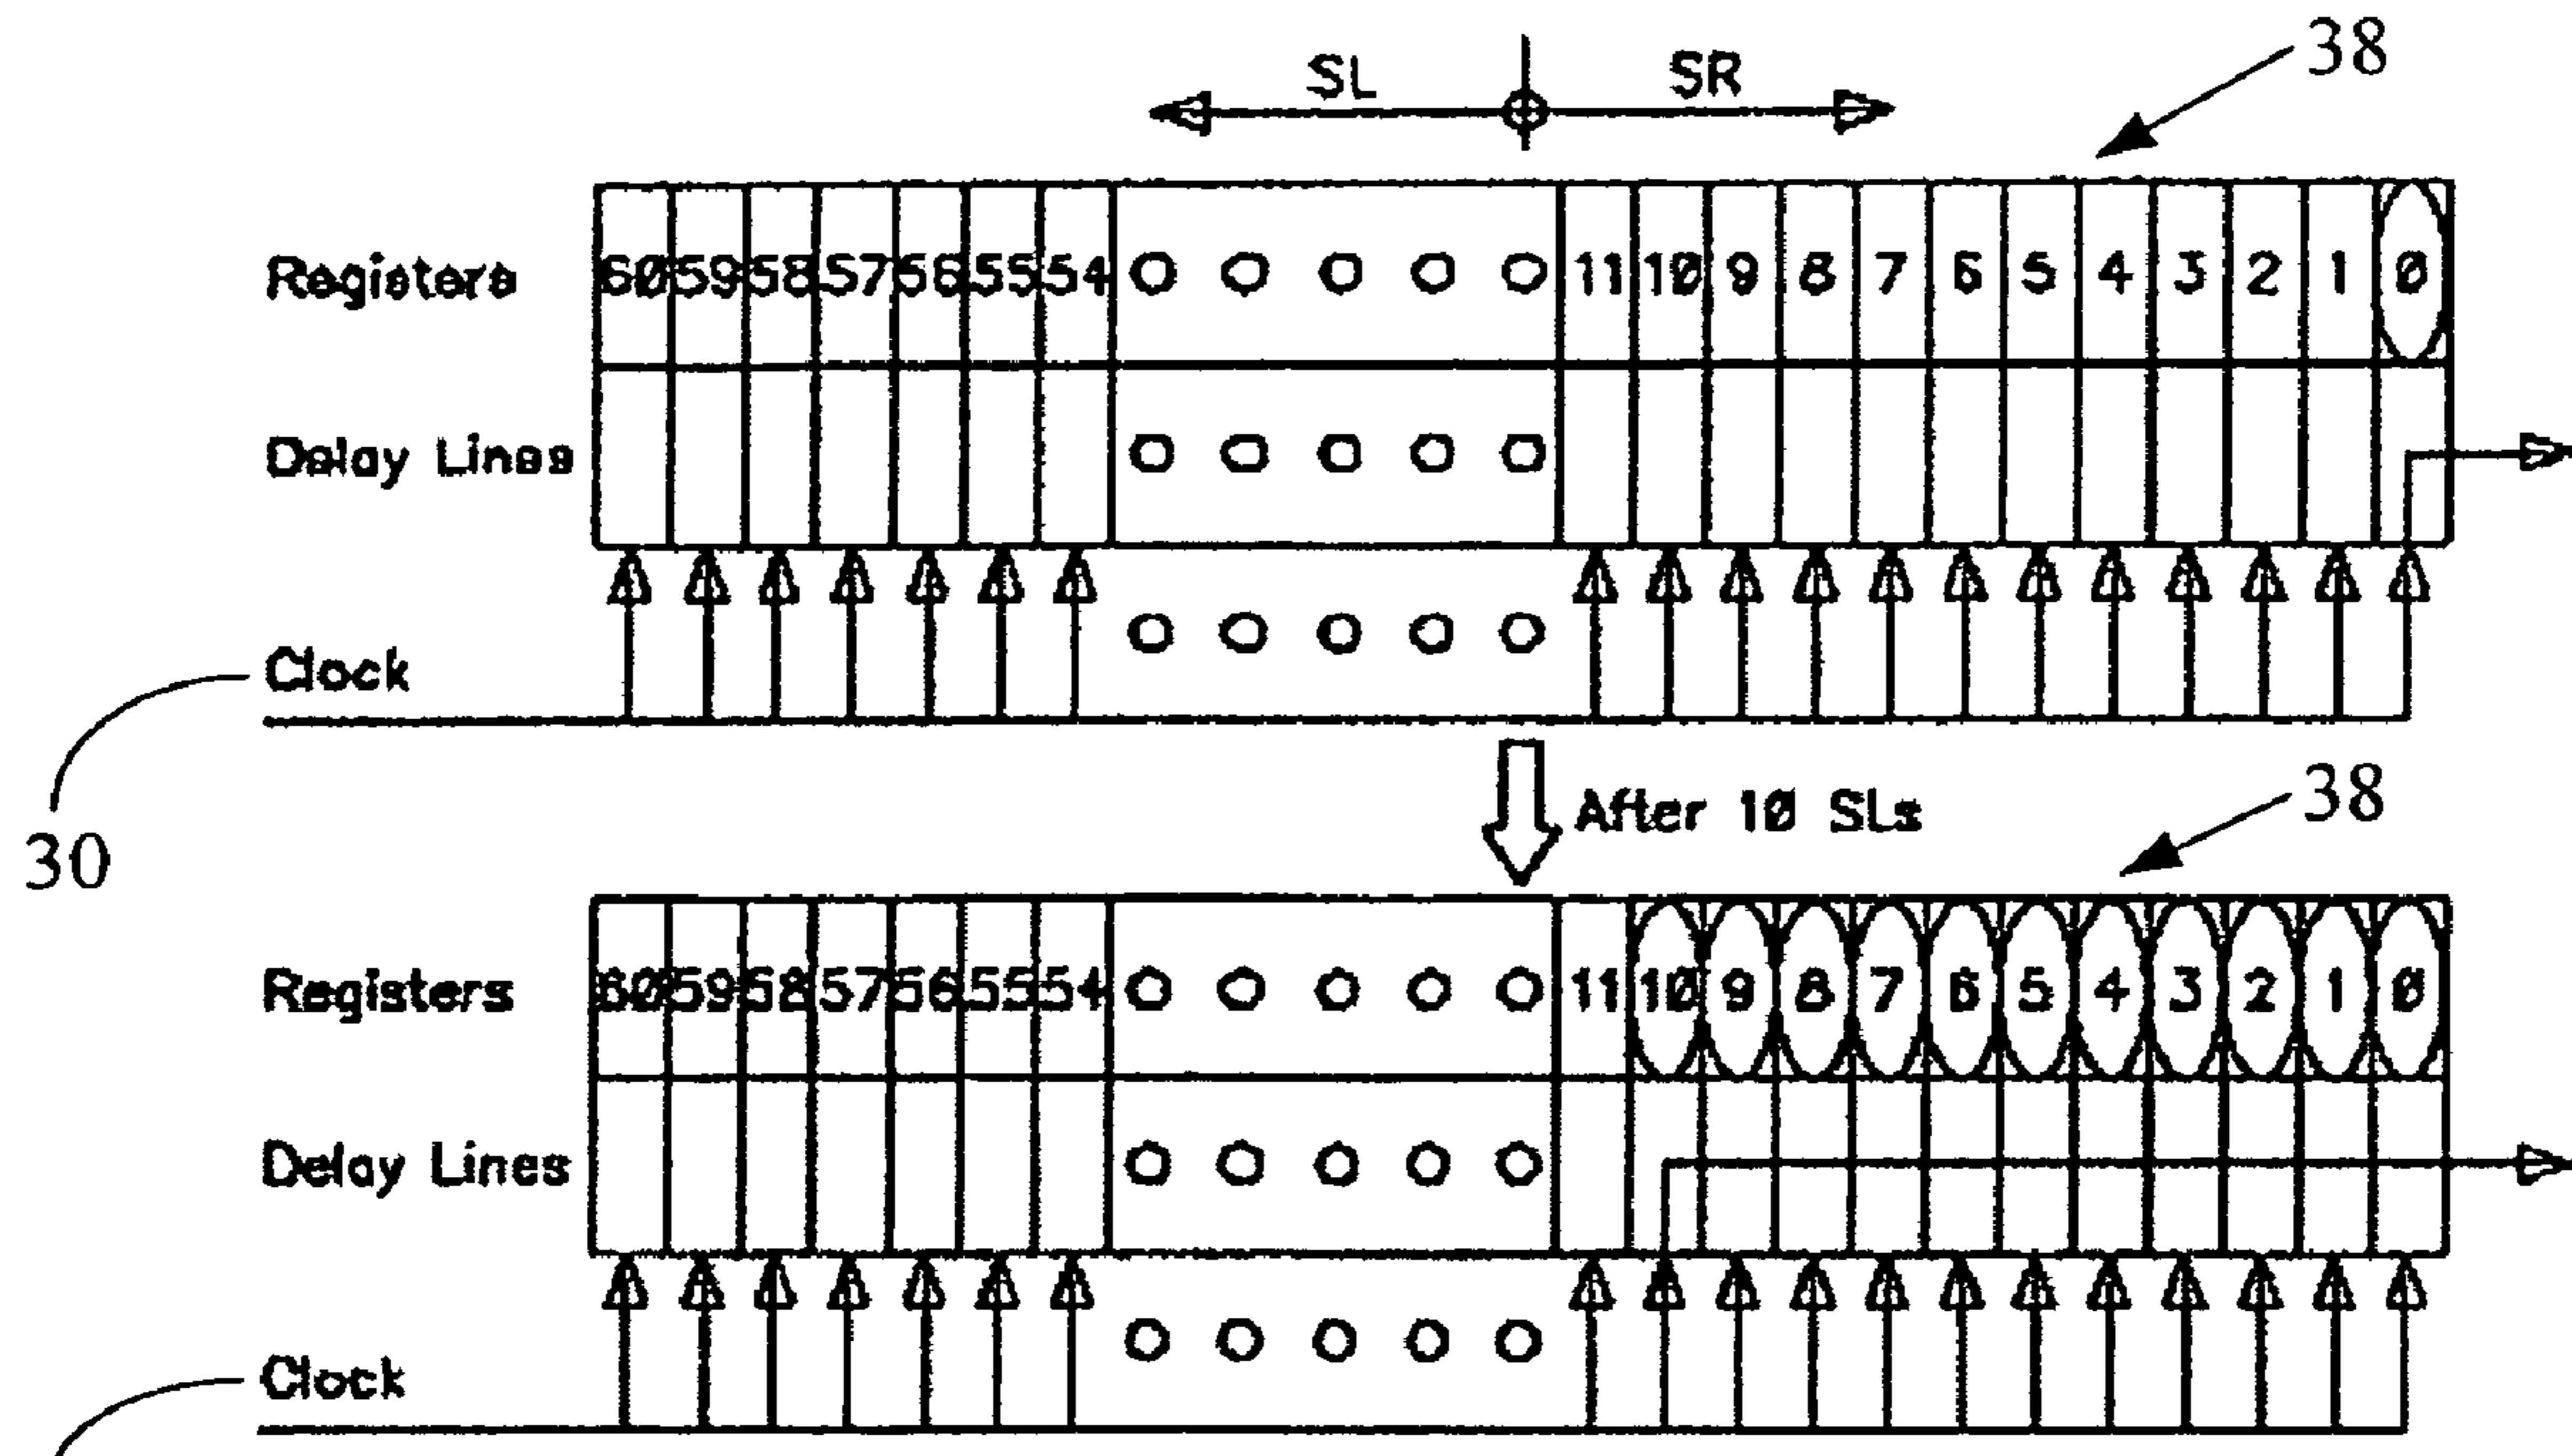 38
SL SR
Registers 60 59 58 57 56 55 54 11 10 9 8 7 6 5 4 3 2 1 0
Delay Lines
Clock
30
After 10 SLs
38
Registers 60 59 58 57 56 55 54 11 10 9 8 7 6 5 4 3 2 1 0
Delay Lines
Clock